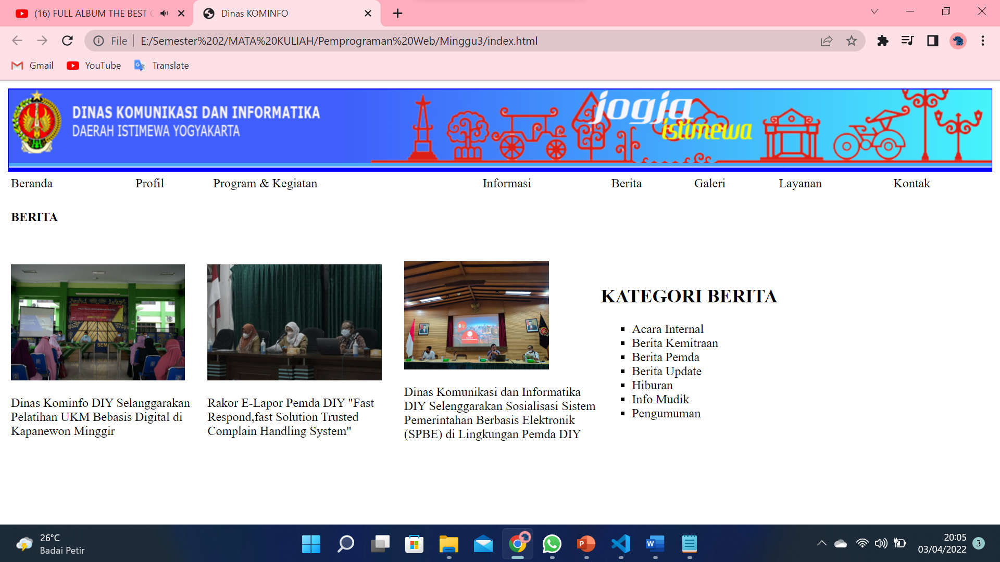 (16) FULL ALBUM THE BEST
Dinas KOMINFO
File
E:/Semester%202/MATA%20KULIAH/Pemprograman%20Web/Minggu3/index.html
Gmail
YouTube
Translate
DINAS KOMUNIKASI DAN INFORMATIKA
DAERAH ISTIMEWA YOGYAKARTA
jogja
istimewa
Beranda
Profil
Program & Kegiatan
Informasi
Berita
Galeri
Layanan
Kontak
BERITA
SEM
Dinas Kominfo DIY Selanggarakan
Pelatihan UKM Bebasis Digital di
Kapanewon Minggir
Rakor E-Lapor Pemda DIY "Fast
Respond,fast Solution Trusted
Complain Handling System"
Dinas Komunikasi dan Informatika
DIY Selenggarakan Sosialisasi Sistem
Pemerintahan Berbasis Elektronik
(SPBE) di Lingkungan Pemda DIY
KATEGORI BERITA
Acara Internal
Berita Kemitraan
Berita Pemda
Berita Update
Hiburan
Info Mudik
Pengumuman
26°C
Badai Petir
20:05
03/04/2022
3